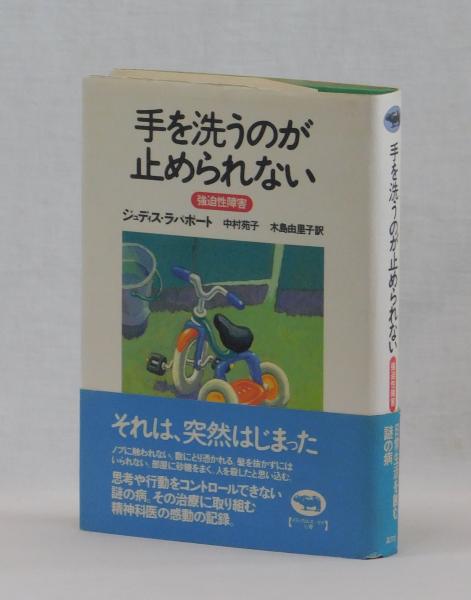 手を洗うのが
止められない
強迫性障害
ジュディス・ラパポート 中村苑子 木島由里子訳
それは、突然はじまった
ノブに触われない。数にとり憑かれる。髪を抜かずには
いられない。部屋に砂糖をまく。人を殺したと思い込む。
思考や行動をコントロールできない
謎の病。その治療に取り組む
精神科医の感動の記録。
手を洗うのが止められない
強迫性障害
謎の病